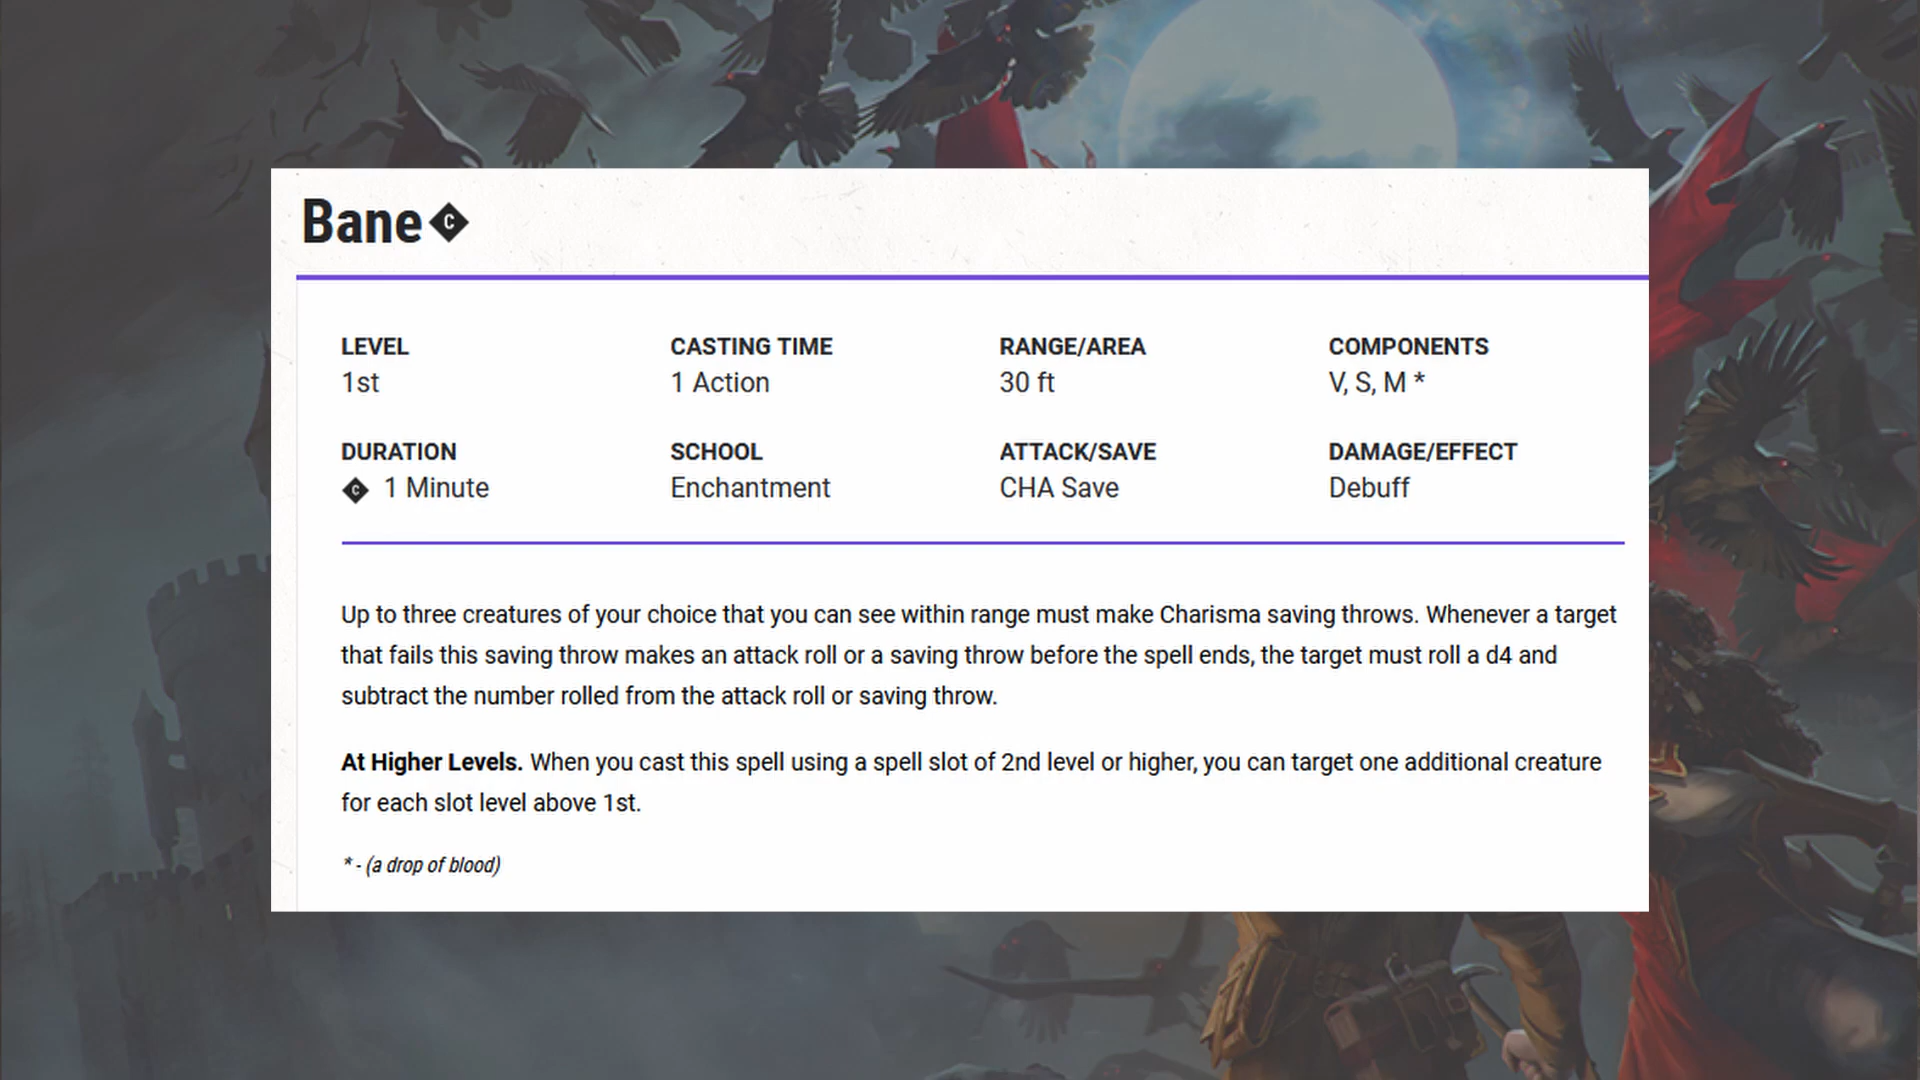 Bane C
LEVEL CASTING TIME RANGE/AREA COMPONENTS
1st 1 Action 30 ft V, S, M *
DURATION SCHOOL ATTACK/SAVE DAMAGE/EFFECT
C 1 Minute Enchantment CHA Save Debuff
Up to three creatures of your choice that you can see within range must make Charisma saving throws. Whenever a target
that fails this saving throw makes an attack roll or a saving throw before the spell ends, the target must roll a d4 and
subtract the number rolled from the attack roll or saving throw.
At Higher Levels. When you cast this spell using a spell slot of 2nd level or higher, you can target one additional creature
for each slot level above 1st.
* - (a drop of blood)